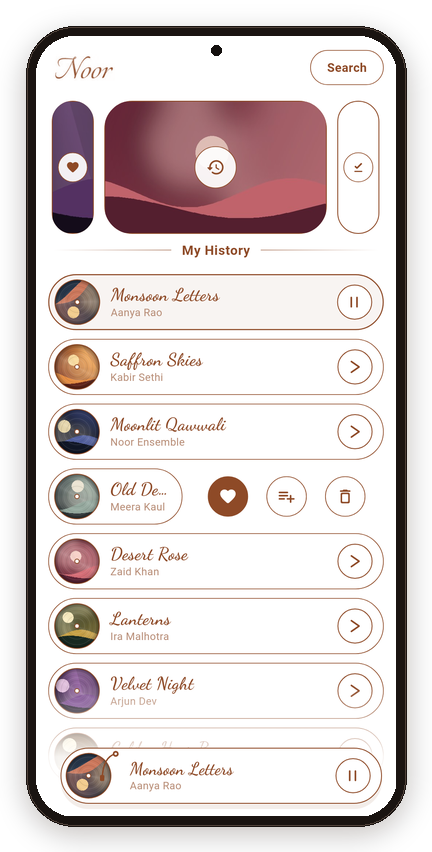 Noor
Search
My History
Monsoon Letters
Aanya Rao
Saffron Skies
Kabir Sethi
Moonlit Qawwali
Noor Ensemble
Old De...
Meera Kaul
Desert Rose
Zaid Khan
Lanterns
Ira Malhotra
Velvet Night
Arjun Dev
Monsoon Letters
Aanya Rao